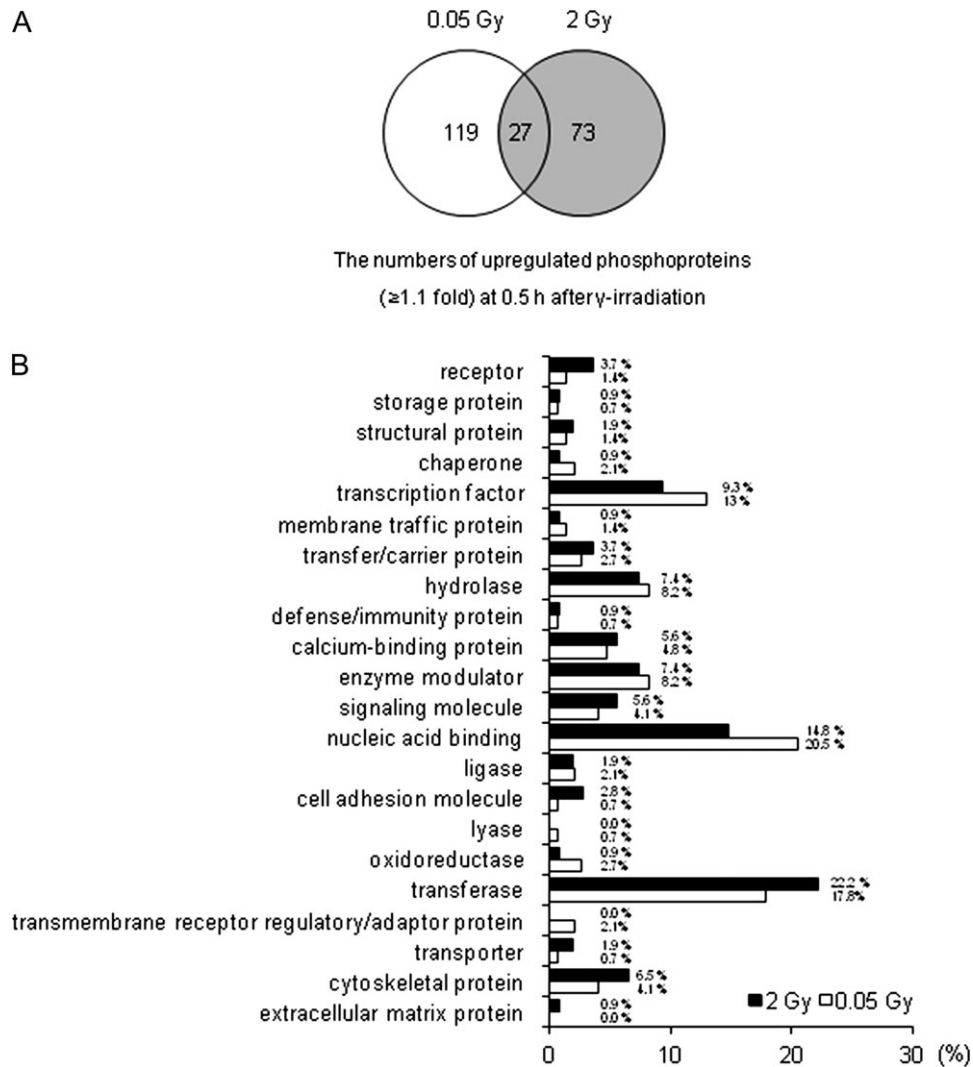 A
0.05 Gy 2 Gy
119 27 73
The numbers of upregulated phosphoproteins
(≥1.1 fold) at 0.5 h after γ-irradiation
B
receptor 3.7 %
1.4%
storage protein 0.9 %
0.7 %
structural protein 1.9 %
1.4%
chaperone 0.9 %
2.1%
transcription factor 9.3 %
13 %
membrane traffic protein 0.9 %
1.4%
transfer/carrier protein 3.7 %
2.7 %
hydrolase 7.4 %
8.2 %
defense/immunity protein 0.9 %
0.7 %
calcium-binding protein 5.6 %
4.8 %
enzyme modulator 7.4 %
8.2 %
signaling molecule 5.6 %
4.1 %
nucleic acid binding 14.8 %
20.5 %
ligase 1.9 %
2.1%
cell adhesion molecule 2.8 %
0.7 %
lyase 0.0 %
0.7 %
oxidoreductase 0.9 %
2.7 %
transferase 22.2 %
17.8%
transmembrane receptor regulatory/adaptor protein 0.0 %
2.1%
transporter 1.9 %
0.7 %
cytoskeletal protein 6.5 %
4.1 %
extracellular matrix protein 0.9 %
0.0 %
2 Gy 0.05 Gy
0 10 20 30 (%)